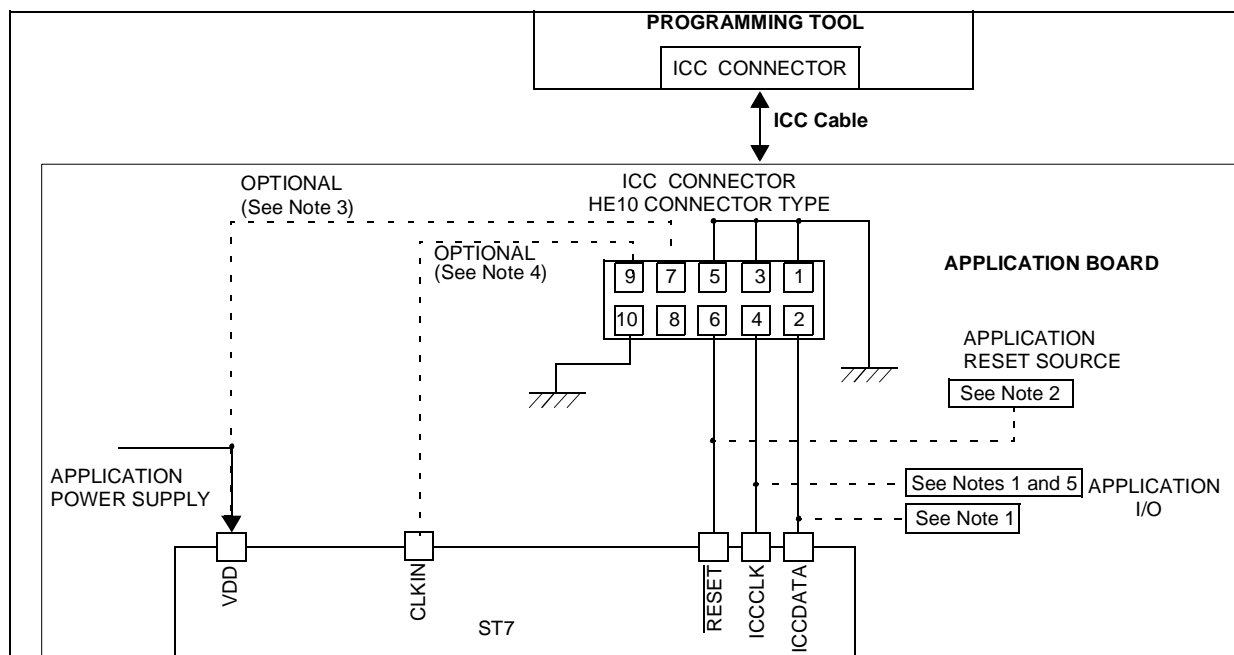 PROGRAMMING TOOL
ICC CONNECTOR
ICC Cable
OPTIONAL
(See Note 3)
ICC CONNECTOR
HE10 CONNECTOR TYPE
OPTIONAL
(See Note 4)
9 7 5 3 1
10 8 6 4 2
APPLICATION BOARD
APPLICATION
RESET SOURCE
See Note 2
APPLICATION
POWER SUPPLY
See Notes 1 and 5
See Note 1
APPLICATION
I/O
VDD
CLKIN
RESET
ICCCLK
ICCDATA
ST7